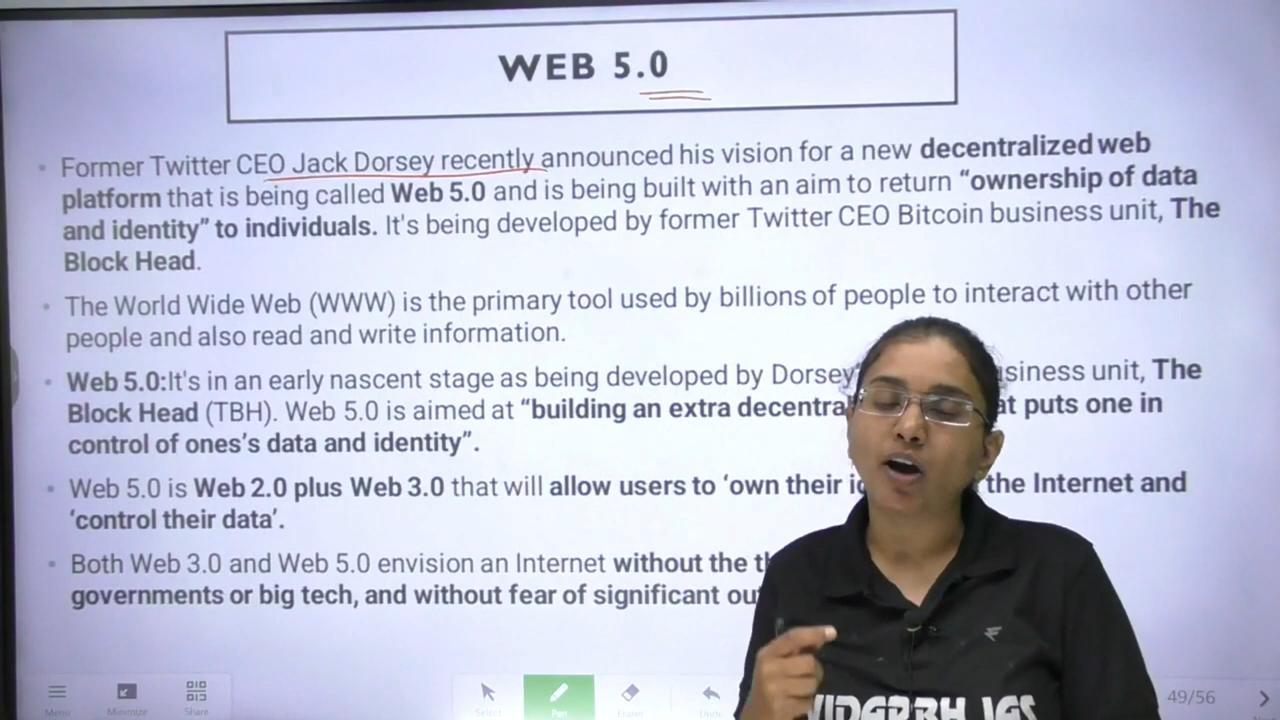 WEB 5.0
Former Twitter CEO Jack Dorsey recently announced his vision for a new decentralized web
platform that is being called Web 5.0 and is being built with an aim to return “ownership of data
and identity” to individuals. It's being developed by former Twitter CEO Bitcoin business unit, The
Block Head.
The World Wide Web (WWW) is the primary tool used by billions of people to interact with other
people and also read and write information.
Web 5.0:It's in an early nascent stage as being developed by Dorsey's business unit, The
Block Head (TBH). Web 5.0 is aimed at “building an extra puts one in
control of ones's data and identity”.
Web 5.0 is Web 2.0 plus Web 3.0 that will allow users to ‘own their the Internet and
‘control their data’.
Both Web 3.0 and Web 5.0 envision an Internet without the
governments or big tech, and without fear of significant
Menu Minimize Share Select Pen Eraser Undo 49/56
VIDARBH IAS